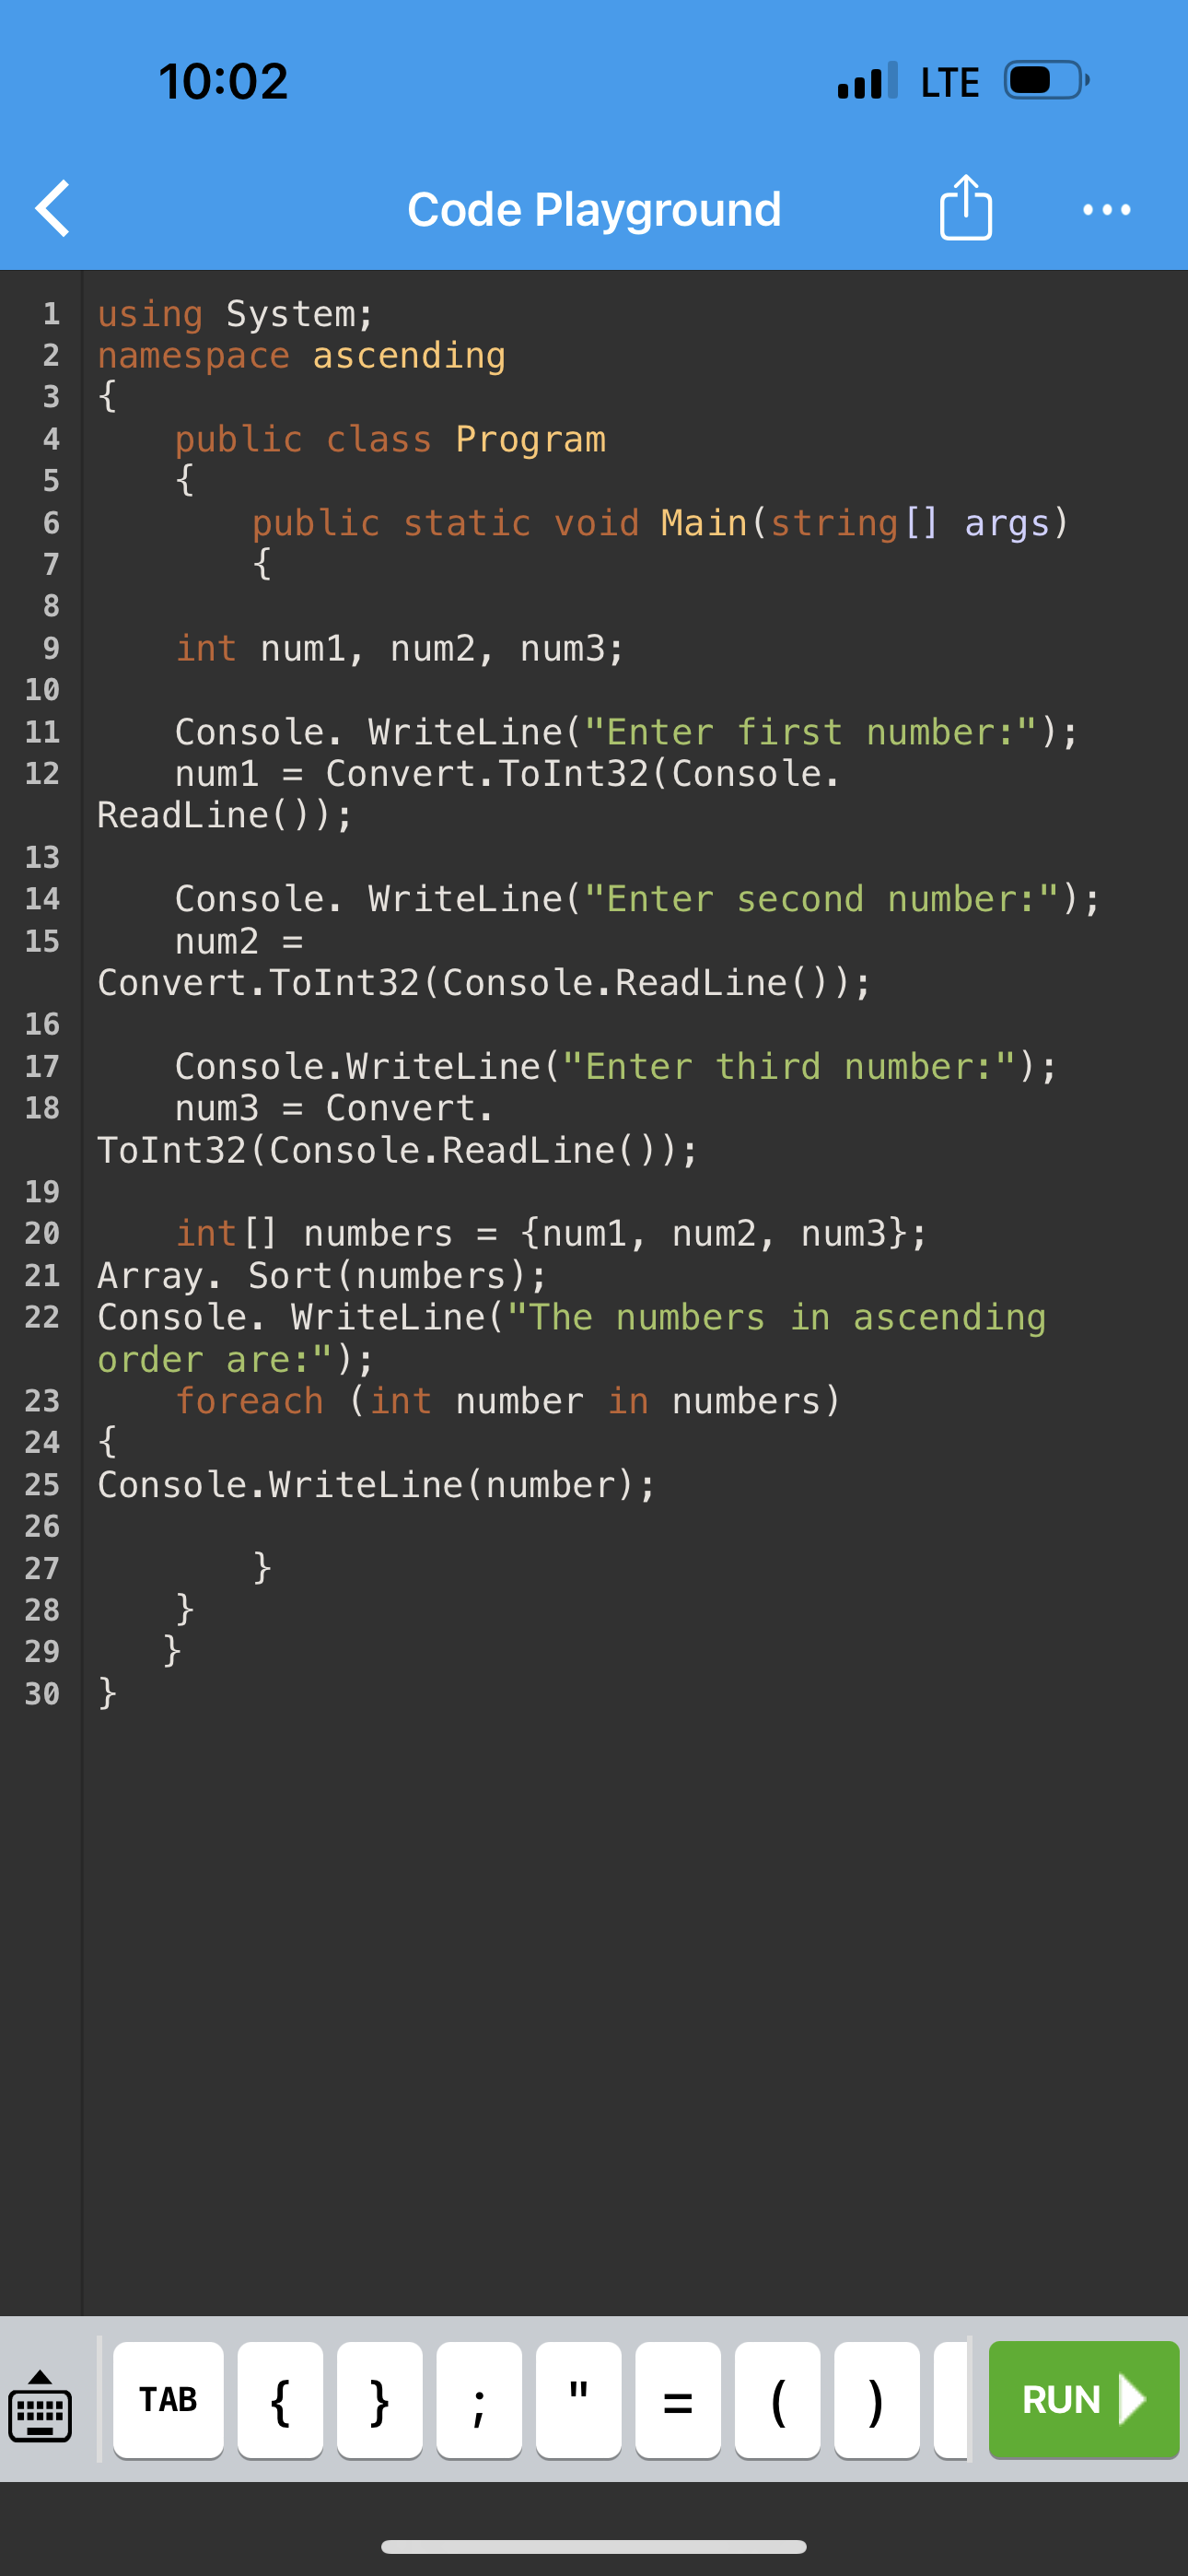 10:02
LTE
Code Playground
1 using System;
2 namespace ascending
3 {
4 public class Program
5 {
6 public static void Main(string[] args)
7 {
8
9 int num1, num2, num3;
10
11 Console. WriteLine("Enter first number:");
12 num1 = Convert.ToInt32(Console.
ReadLine());
13
14 Console. WriteLine("Enter second number:");
15 num2 =
Convert.ToInt32(Console.ReadLine());
16
17 Console.WriteLine("Enter third number:");
18 num3 = Convert.
ToInt32(Console.ReadLine());
19
20 int[] numbers = {num1, num2, num3};
21 Array. Sort(numbers);
22 Console. WriteLine("The numbers in ascending
order are:");
23 foreach (int number in numbers)
24 {
25 Console.WriteLine(number);
26
27 }
28 }
29 }
30 }
TAB { } ; " = ( ) RUN